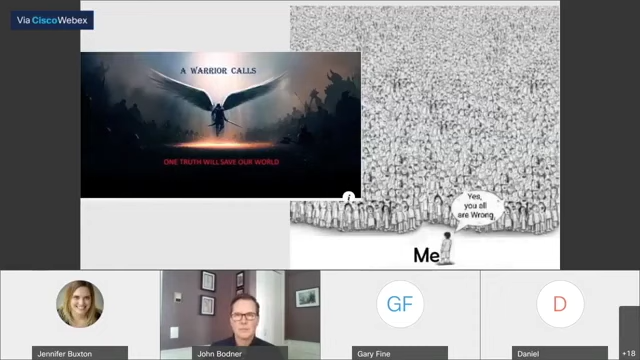 Via CiscoWebex
A WARRIOR CALLS
ONE TRUTH WILL SAVE OUR WORLD
i
Yes,
you all
are Wrong,
Me
GF
D
Jennifer Buxton
John Bodner
Gary Fine
Daniel
+18